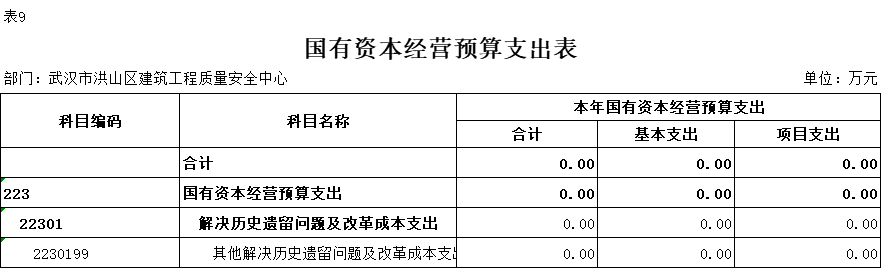 表9
国有资本经营预算支出表
部门：武汉市洪山区建筑工程质量安全中心 单位：万元
科目编码 科目名称 本年国有资本经营预算支出
合计 基本支出 项目支出
合计 0.00 0.00 0.00
223 国有资本经营预算支出 0.00 0.00 0.00
22301 解决历史遗留问题及改革成本支出 0.00 0.00 0.00
2230199 其他解决历史遗留问题及改革成本支 0.00 0.00 0.00